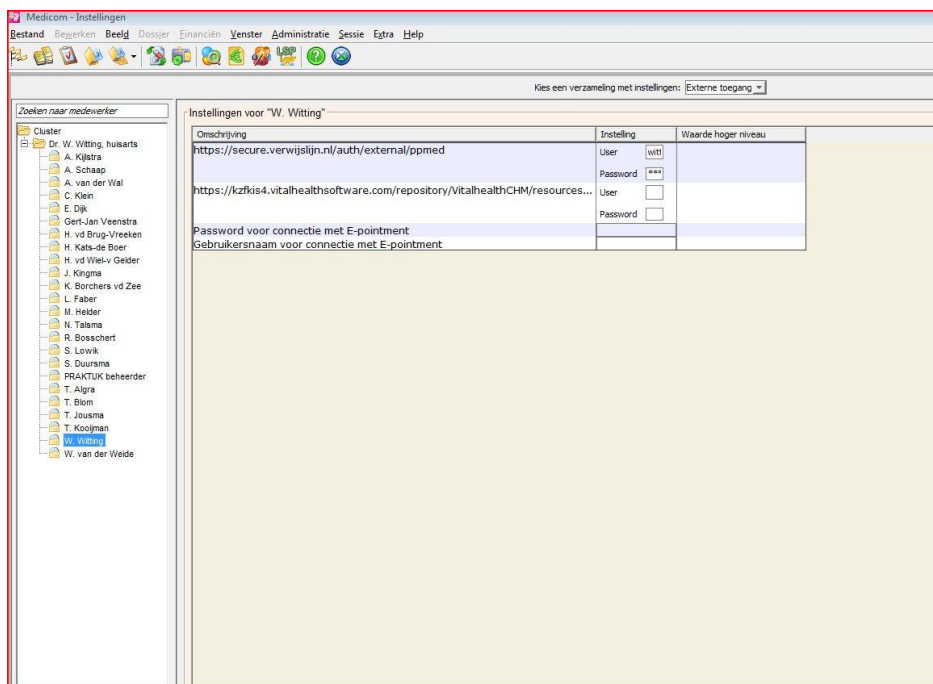 Medicom - Instellingen
Bestand Bewerken Beeld Dossier Financiën Venster Administratie Sessie Extra Help
Kies een verzameling met instellingen: Externe toegang
Zoeken naar medewerker
Cluster
Dr. W. Witting, huisarts
A. Kijlstra
A. Schaap
A. van der Wal
C. Klein
E. Dijk
Gert-Jan Veenstra
H. vd Brug-Vreeken
H. Kats-de Boer
H. vd Wiel-v Gelder
J. Kingma
K. Borchers vd Zee
L. Faber
M. Helder
N. Talsma
R. Bosschert
S. Lowik
S. Duursma
PRAKTIJK beheerder
T. Algra
T. Blom
T. Jousma
T. Kooijman
W. Witting
W. van der Weide
Instellingen voor "W. Witting"
Omschrijving Instelling Waarde hoger niveau
https://secure.verwijslijn.nl/auth/external/ppmed User witt
Password ***
https://kzfkis4.vitalhealthsoftware.com/repository/VitalhealthCHM/resources... User
Password
Password voor connectie met E-pointment
Gebruikersnaam voor connectie met E-pointment